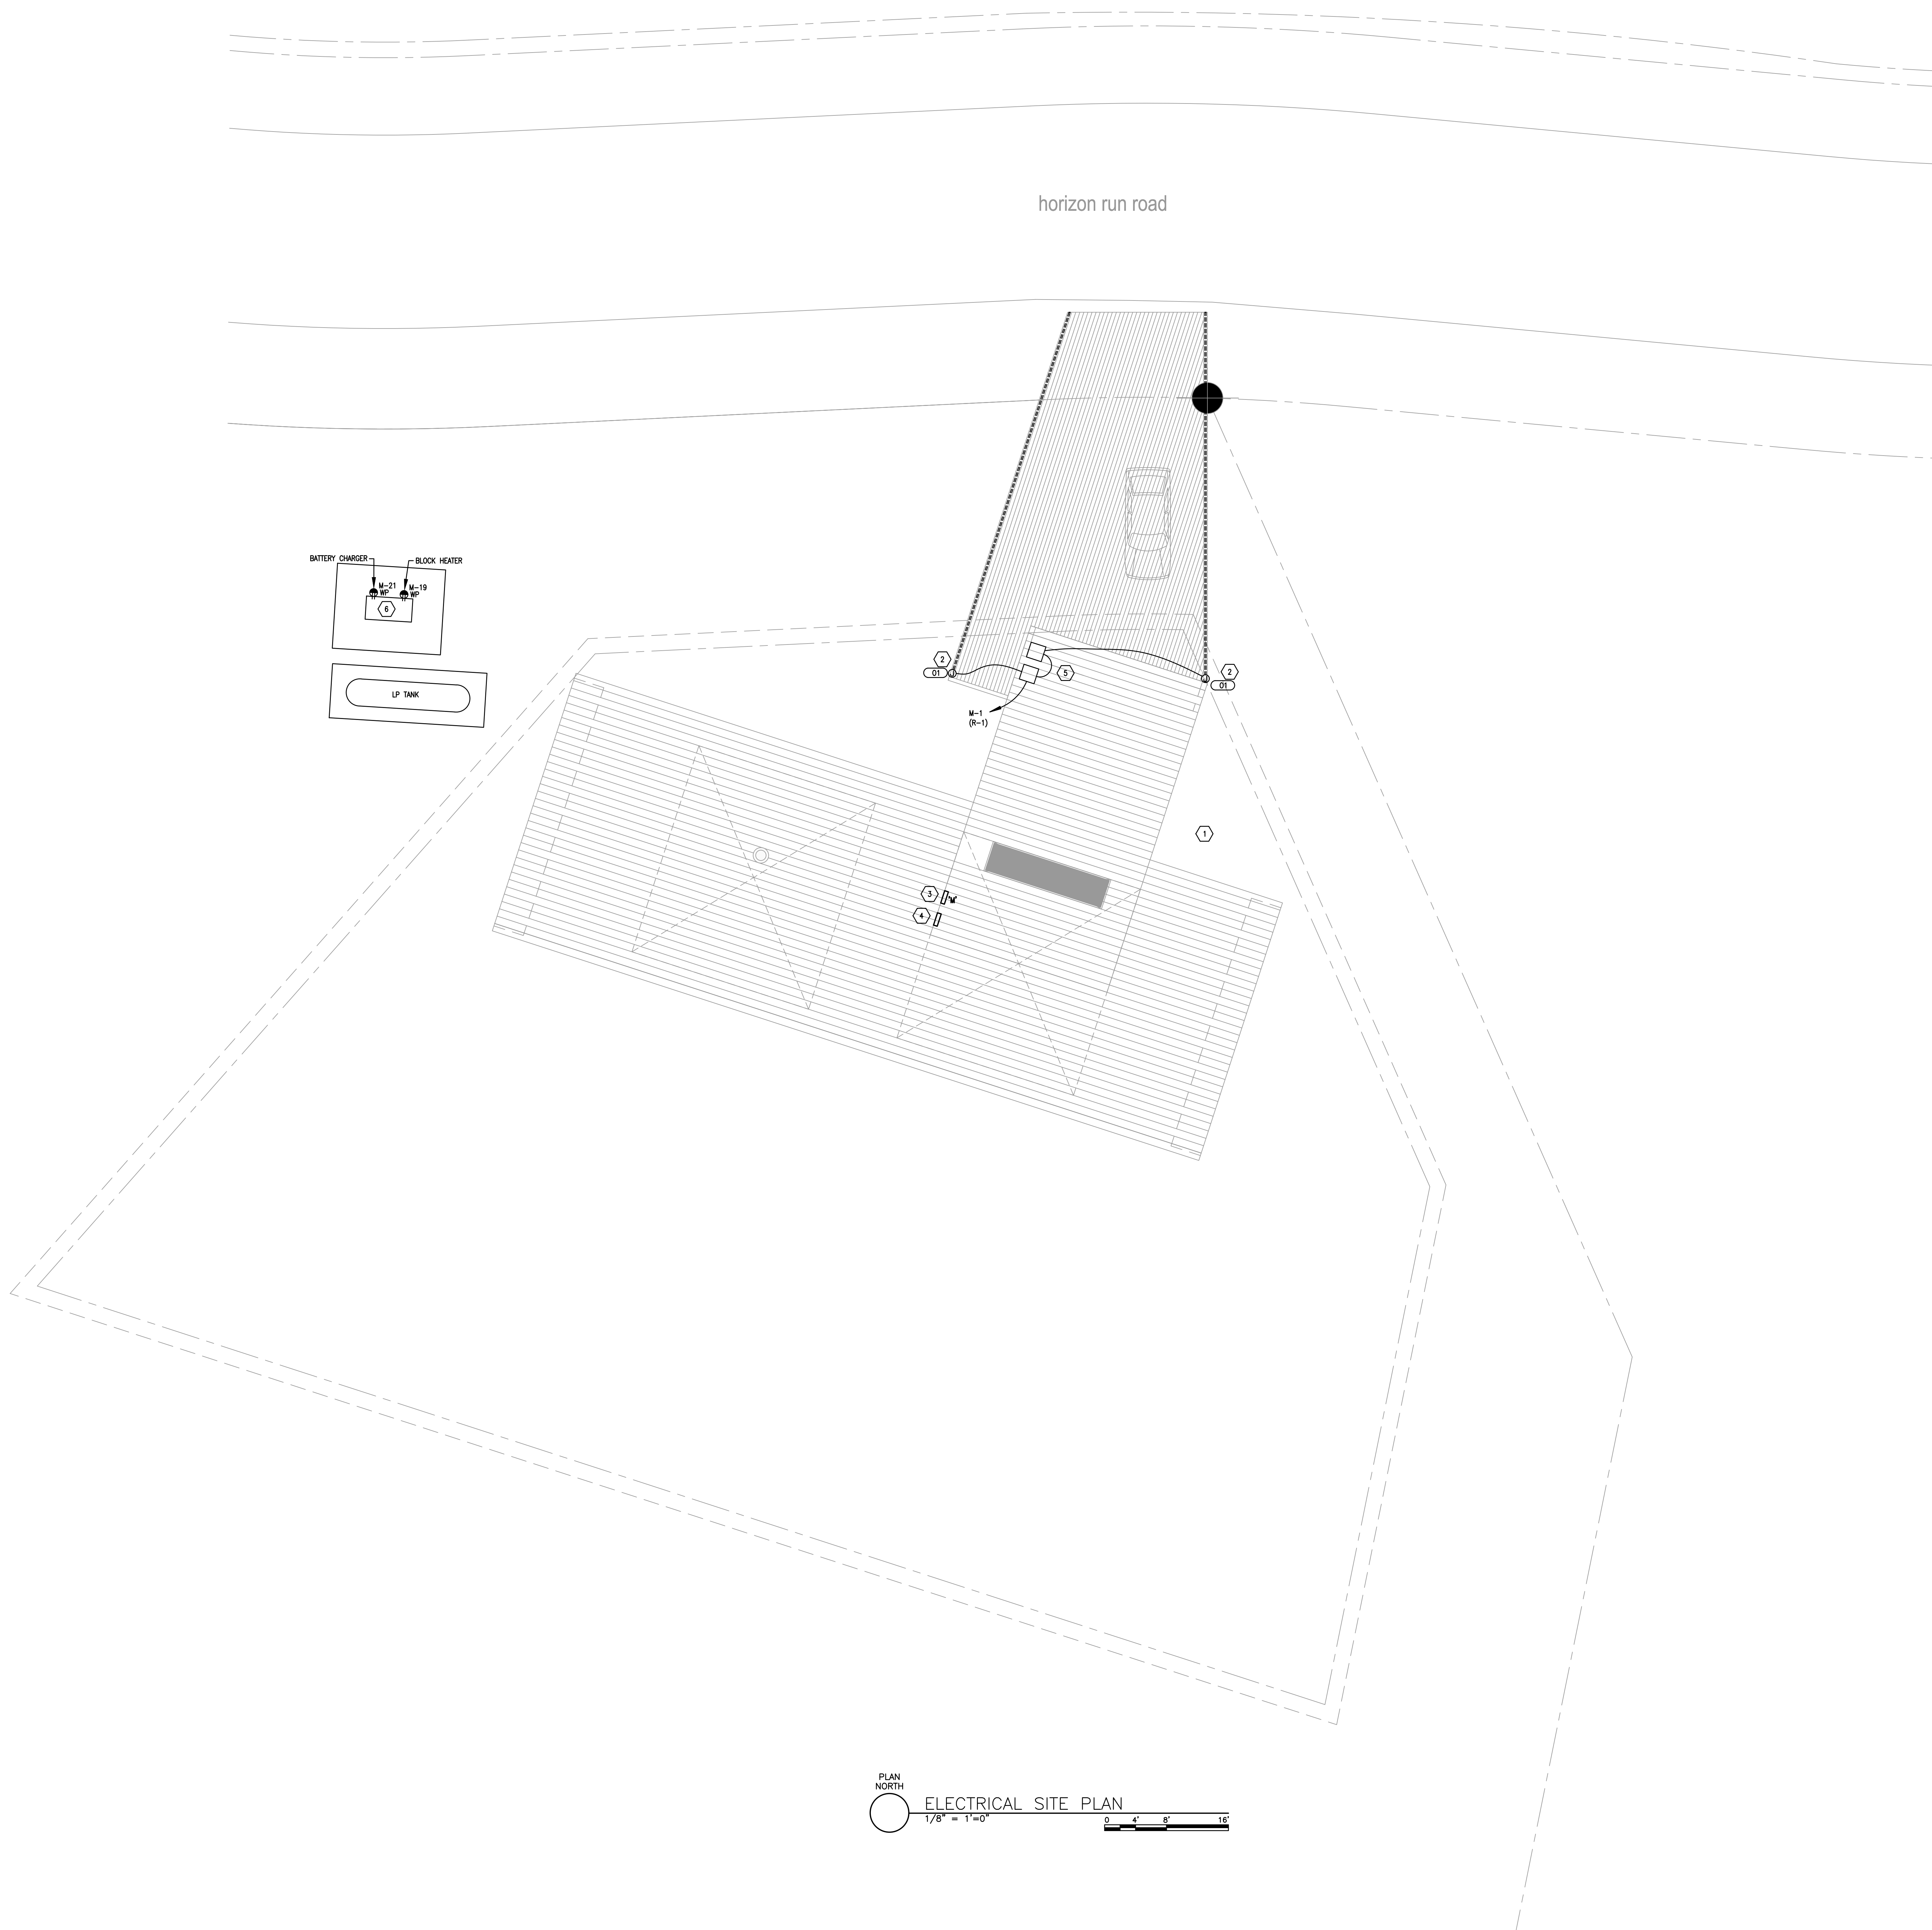 horizon run road
BATTERY CHARGER
BLOCK HEATER
M-21
WP
M-19
WP
6
LP TANK
2
01
5
2
01
M-1
(R-1)
1
3
"M"
4
PLAN
NORTH
ELECTRICAL SITE PLAN
1/8" = 1'=0"
0 4' 8' 16'